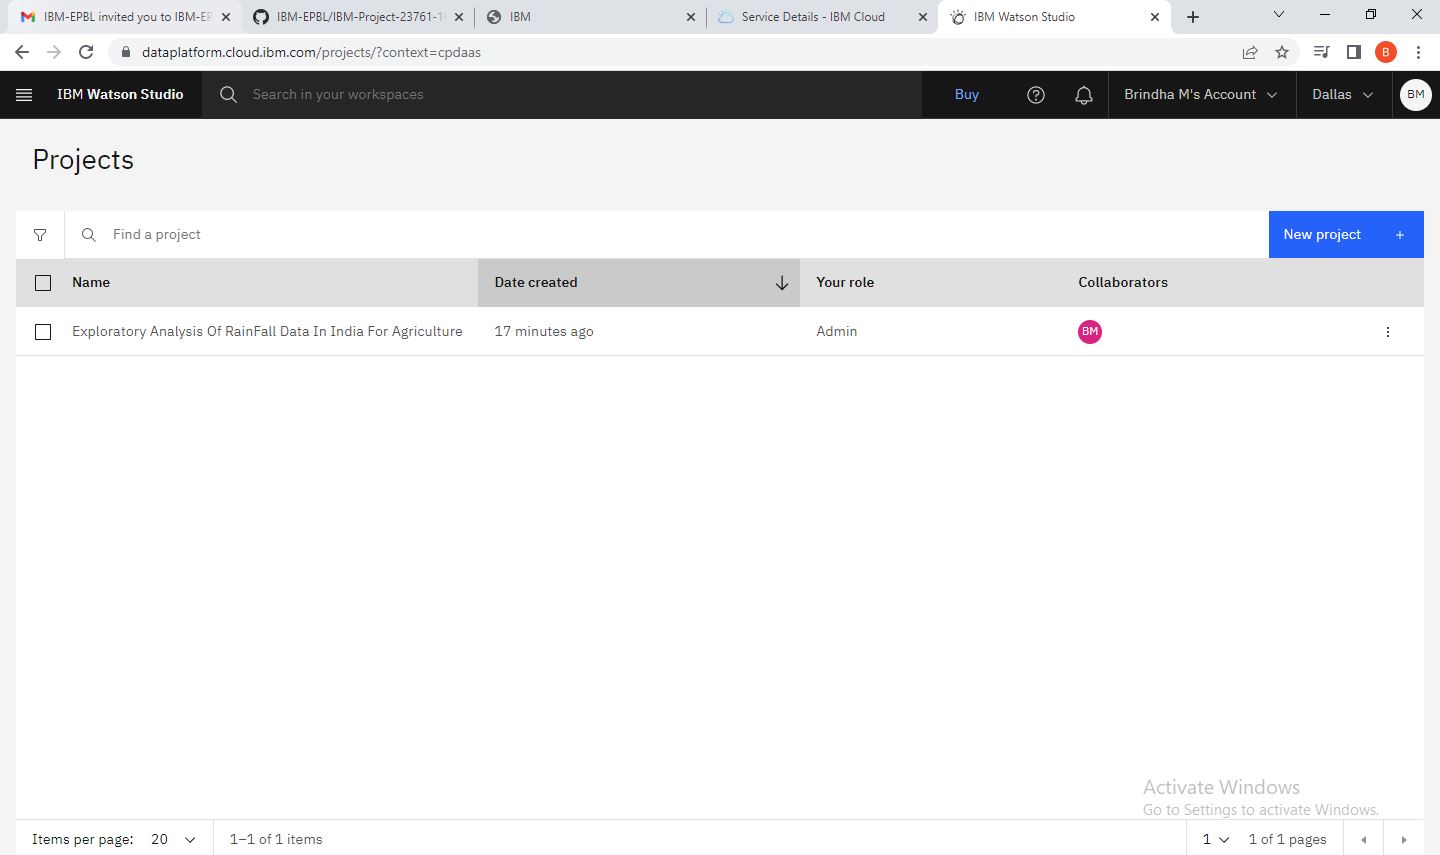 IBM-EPBL invited you to IBM-EP
IBM-EPBL/IBM-Project-23761-1
IBM
Service Details - IBM Cloud
IBM Watson Studio
dataplatform.cloud.ibm.com/projects/?context=cpdaas
B
IBM Watson Studio
Search in your workspaces
Buy
Brindha M's Account
Dallas
BM
Projects
Find a project
New project +
Name
Date created
Your role
Collaborators
Exploratory Analysis Of RainFall Data In India For Agriculture
17 minutes ago
Admin
BM
Activate Windows
Go to Settings to activate Windows.
Items per page: 20
1–1 of 1 items
1
1 of 1 pages